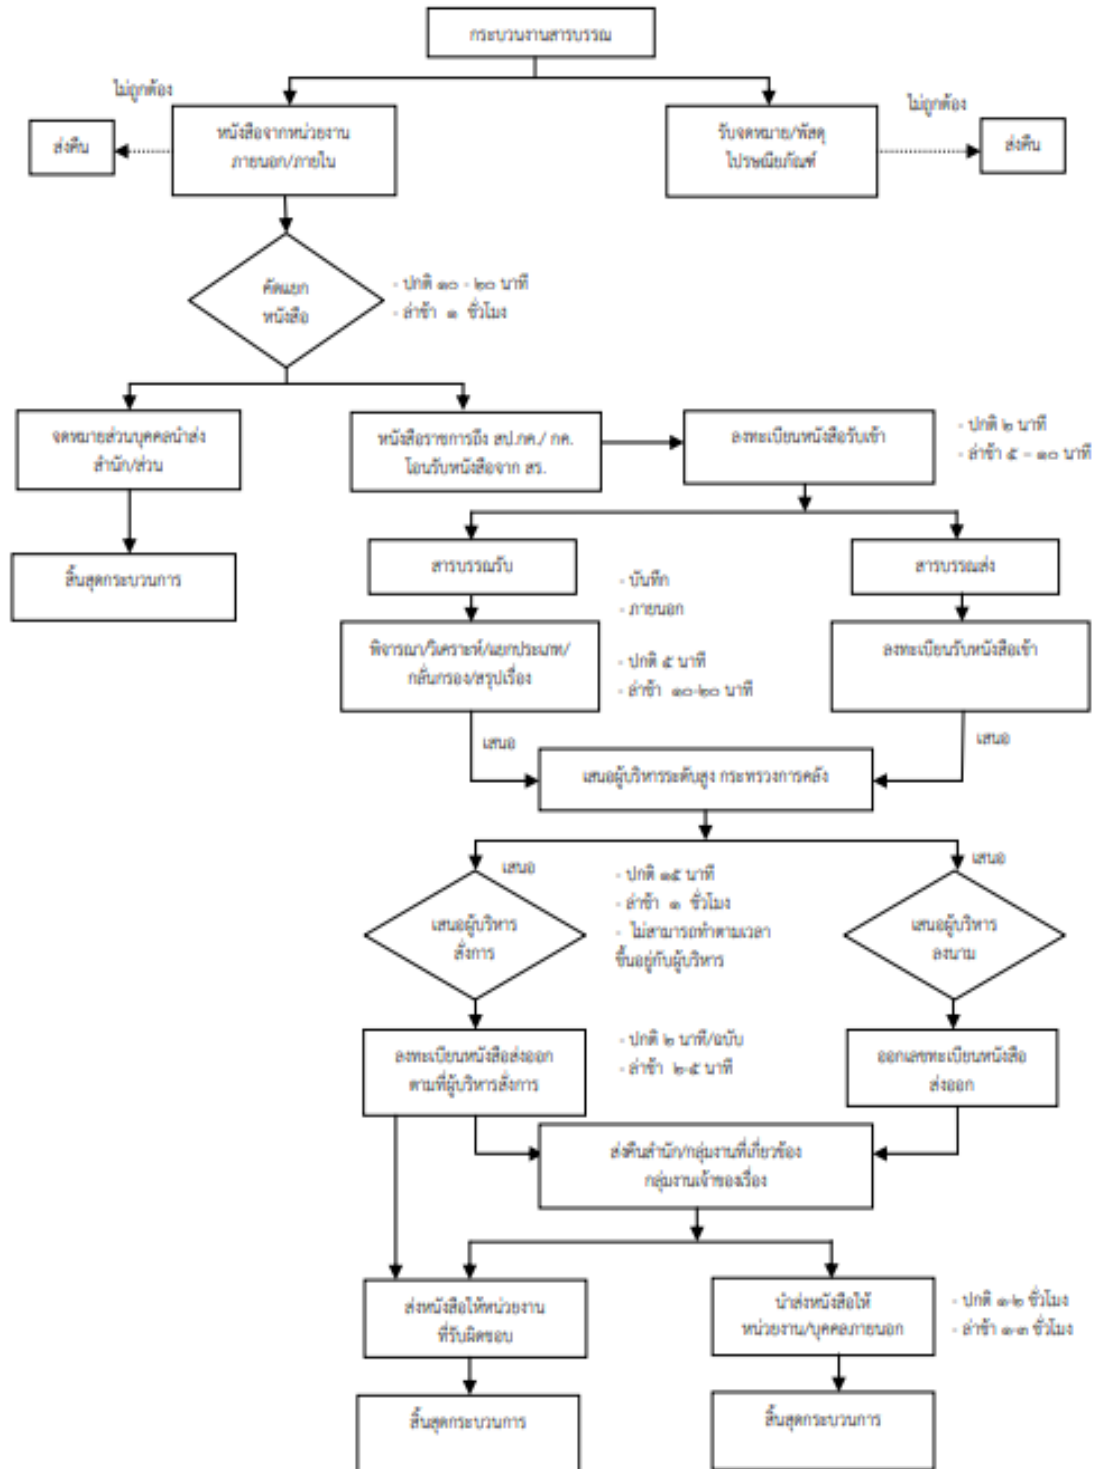 กระบวนงานสารบรรณ
ไม่ถูกต้อง
ไม่ถูกต้อง
ส่งคืน
หนังสือจากหน่วยงาน
ภายนอก/ภายใน
รับจดหมาย/พัสดุ
ไปรษณียภัณฑ์
ส่งคืน
คัดแยก
หนังสือ
- ปกติ ๑๐ - ๒๐ นาที
- ล่าช้า ๑ ชั่วโมง
จดหมายส่วนบุคคลนำส่ง
สำนัก/ส่วน
หนังสือราชการถึง สป.กค./ กค.
โอนรับหนังสือจาก สร.
ลงทะเบียนหนังสือรับเข้า
- ปกติ ๒ นาที
- ล่าช้า ๕ – ๑๐ นาที
สิ้นสุดกระบวนการ
สารบรรณรับ
- บันทึก
- ภายนอก
สารบรรณส่ง
พิจารณา/วิเคราะห์/แยกประเภท/
กลั่นกรอง/สรุปเรื่อง
- ปกติ ๕ นาที
- ล่าช้า ๑๐-๒๐ นาที
ลงทะเบียนรับหนังสือเข้า
เสนอ
เสนอ
เสนอผู้บริหารระดับสูง กระทรวงการคลัง
เสนอ
เสนอ
เสนอผู้บริหาร
สั่งการ
- ปกติ ๑๕ นาที
- ล่าช้า ๑ ชั่วโมง
- ไม่สามารถทำตามเวลา
ขึ้นอยู่กับผู้บริหาร
เสนอผู้บริหาร
ลงนาม
ลงทะเบียนหนังสือส่งออก
ตามที่ผู้บริหารสั่งการ
- ปกติ ๒ นาที/ฉบับ
- ล่าช้า ๒-๕ นาที
ออกเลขทะเบียนหนังสือ
ส่งออก
ส่งคืนสำนัก/กลุ่มงานที่เกี่ยวข้อง
กลุ่มงานเจ้าของเรื่อง
ส่งหนังสือให้หน่วยงาน
ที่รับผิดชอบ
นำส่งหนังสือให้
หน่วยงาน/บุคคลภายนอก
- ปกติ ๑-๒ ชั่วโมง
- ล่าช้า ๑-๓ ชั่วโมง
สิ้นสุดกระบวนการ
สิ้นสุดกระบวนการ